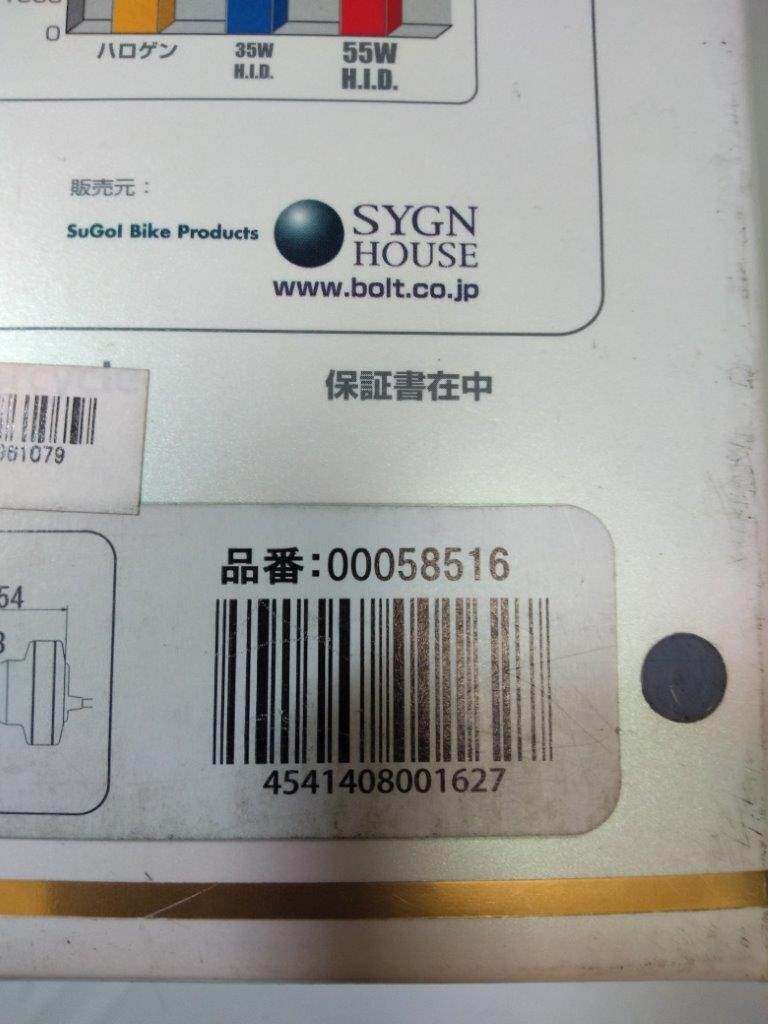 0
ハロゲン
35W
H.I.D.
55W
H.I.D.
販売元：
SuGoI Bike Products
SYGN
HOUSE
www.bolt.co.jp
保証書在中
061079
品番:00058516
54
4541408001627